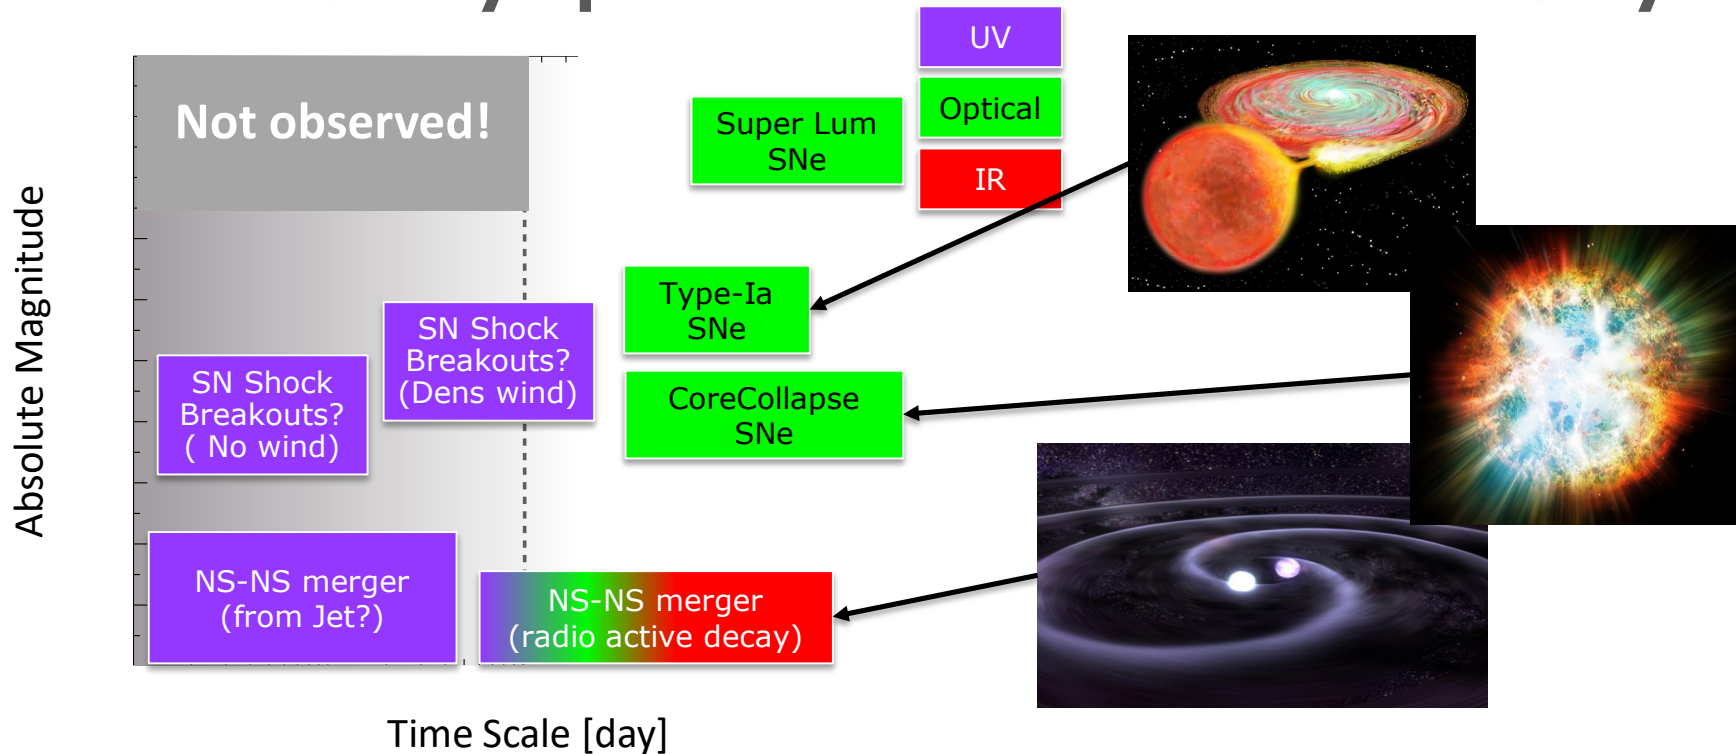 UV
Optical
IR
Not observed!
Super Lum
SNe
Absolute Magnitude
Type-Ia
SNe
SN Shock
Breakouts?
(Dens wind)
SN Shock
Breakouts?
( No wind)
CoreCollapse
SNe
NS-NS merger
(from Jet?)
NS-NS merger
(radio active decay)
Time Scale [day]